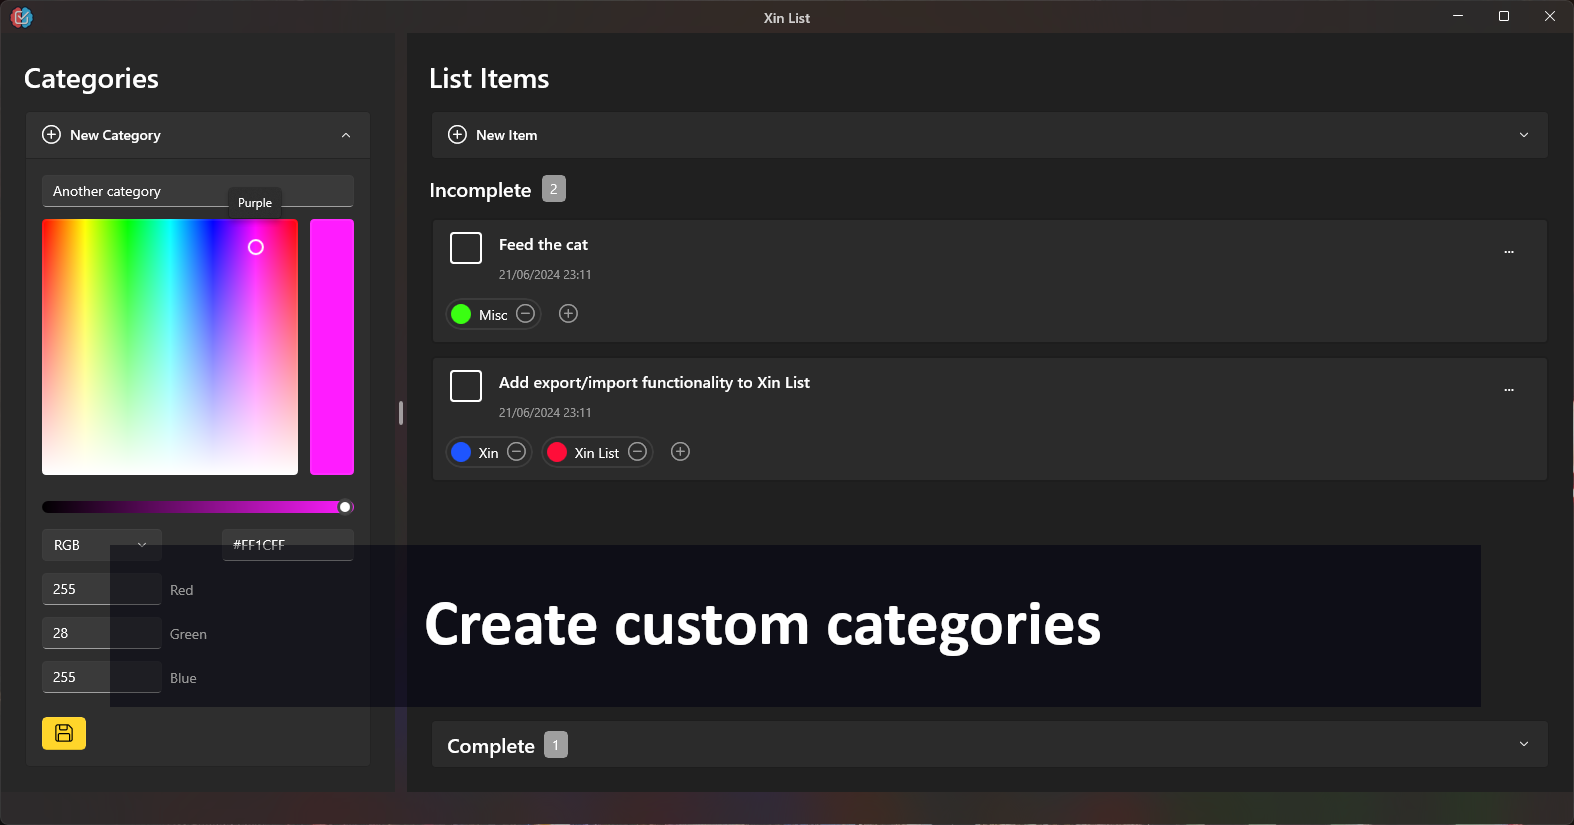 Xin List
Categories
New Category
Another category
Purple
RGB
#FF1CFF
255
Red
28
Green
255
Blue
List Items
New Item
Incomplete 2
Feed the cat
21/06/2024 23:11
Misc
Add export/import functionality to Xin List
21/06/2024 23:11
Xin
Xin List
Create custom categories
Complete 1